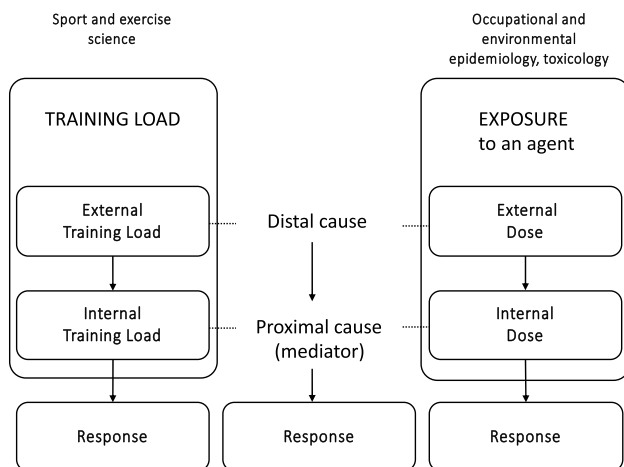 Sport and exercise
science
Occupational and
environmental
epidemiology, toxicology
TRAINING LOAD
EXPOSURE
to an agent
External
Training Load
Distal cause
External
Dose
Internal
Training Load
Proximal cause
(mediator)
Internal
Dose
Response
Response
Response